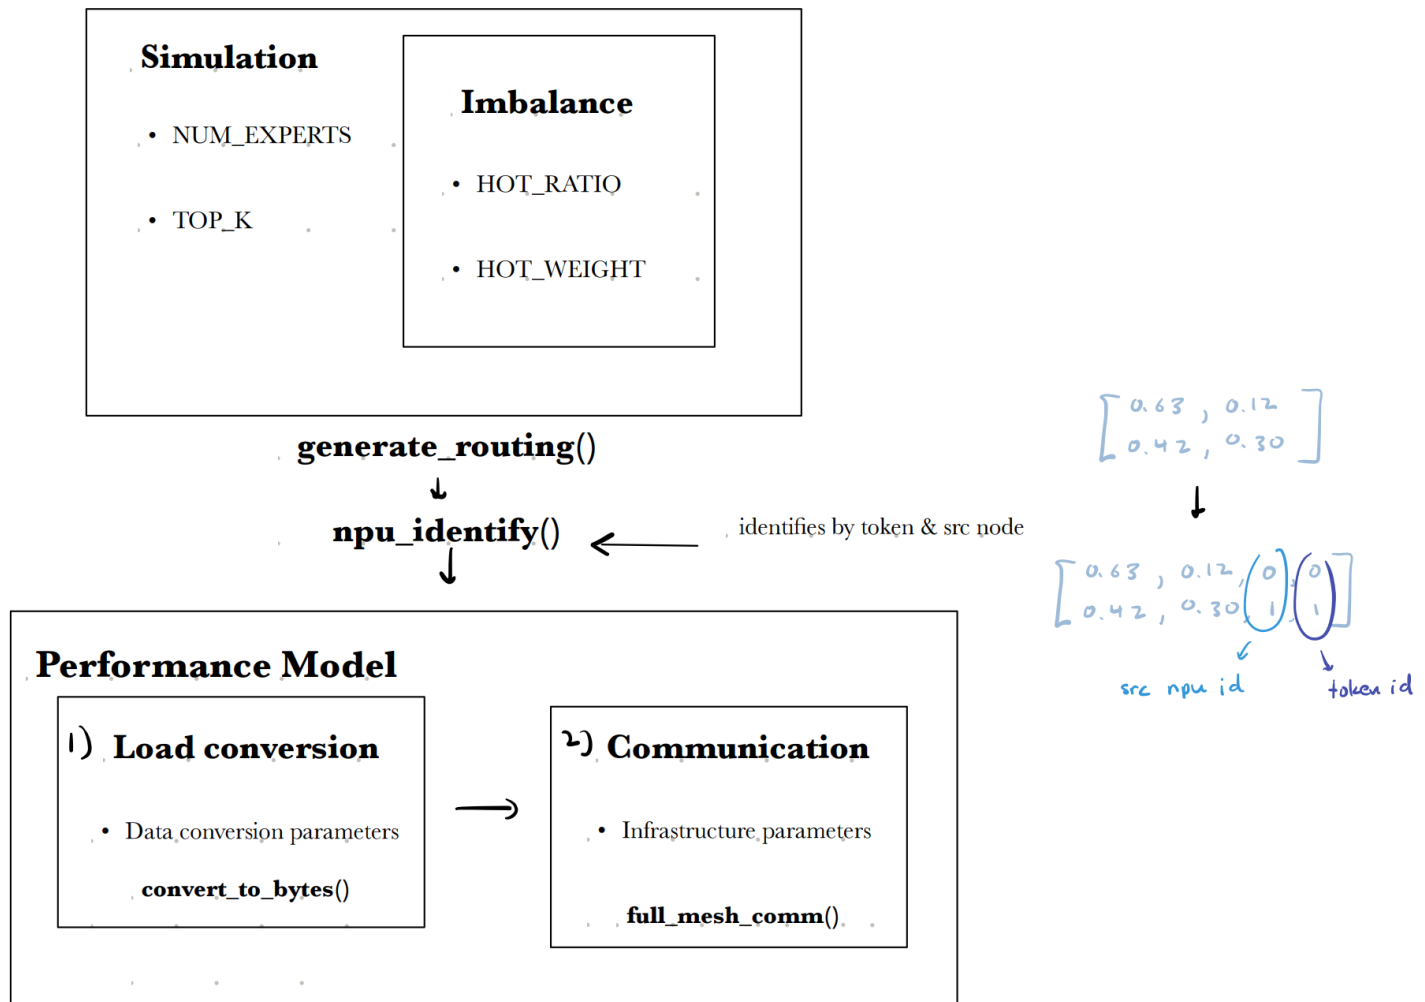 Simulation
• NUM_EXPERTS
• TOP_K
Imbalance
• HOT_RATIO
• HOT_WEIGHT
generate_routing()
npu_identify()
identifies by token & src node
[0.63, 0.12
0.42, 0.30]
[0.63, 0.12, 0, 0
0.42, 0.30, 1, 1]
src npu id
token id
Performance Model
1) Load conversion
• Data conversion parameters
convert_to_bytes()
2) Communication
• Infrastructure parameters
full_mesh_comm()